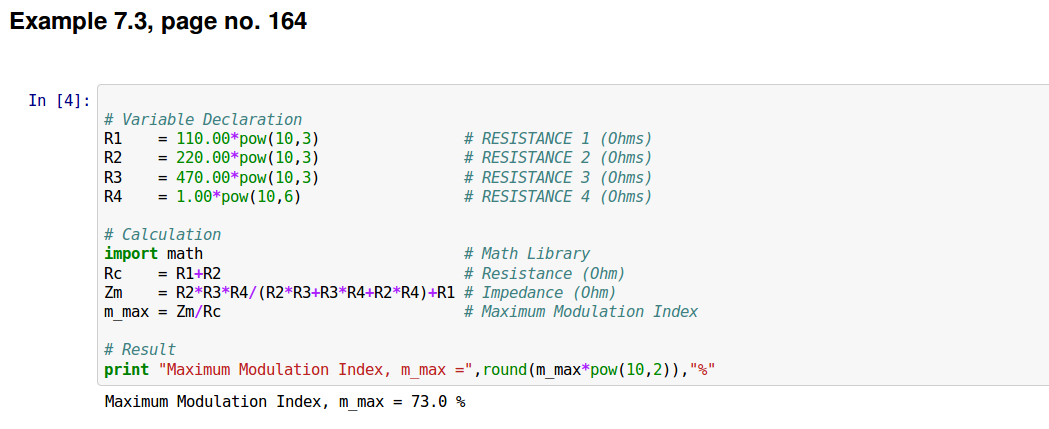 Example 7.3, page no. 164
In [4]:
# Variable Declaration
R1    = 110.00*pow(10,3)                # RESISTANCE 1 (Ohms)
R2    = 220.00*pow(10,3)                # RESISTANCE 2 (Ohms)
R3    = 470.00*pow(10,3)                # RESISTANCE 3 (Ohms)
R4    = 1.00*pow(10,6)                  # RESISTANCE 4 (Ohms)
# Calculation
import math                             # Math Library
Rc    = R1+R2                           # Resistance (Ohm)
Zm    = R2*R3*R4/(R2*R3+R3*R4+R2*R4)+R1 # Impedance (Ohm)
m_max = Zm/Rc                           # Maximum Modulation Index
# Result
print "Maximum Modulation Index, m_max =",round(m_max*pow(10,2)),"%"
Maximum Modulation Index, m_max = 73.0 %